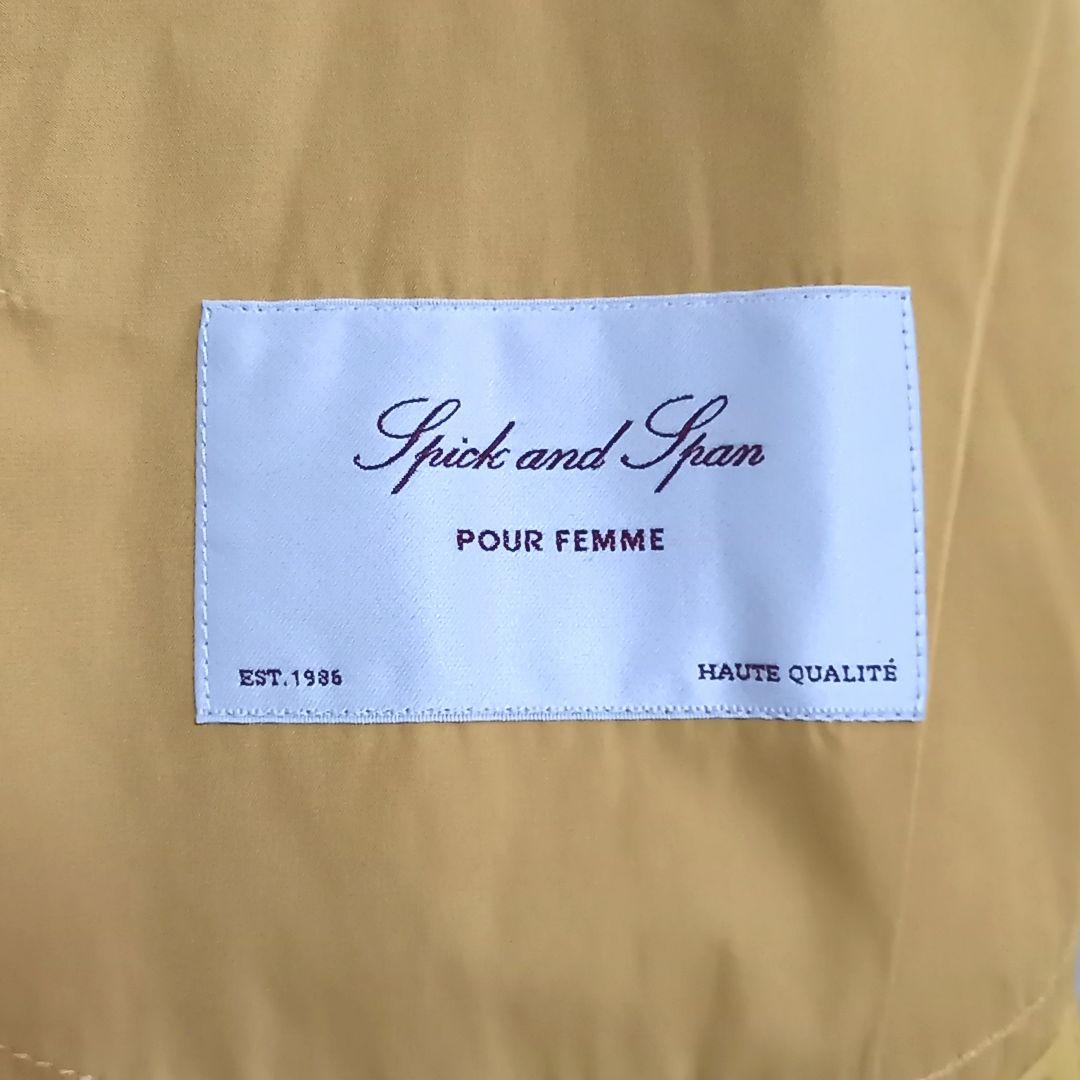 Spick and Span
POUR FEMME
EST.1986
HAUTE QUALITÉ